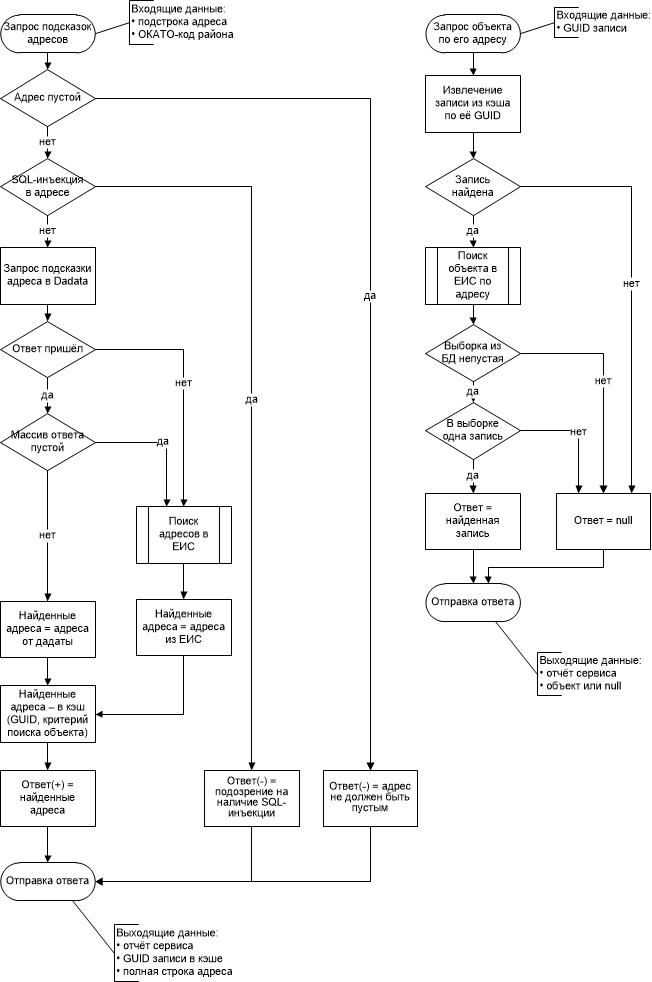 Запрос подсказок
адресов
Входящие данные:
• подстрока адреса
• ОКАТО-код района
Адрес пустой
нет
SQL-инъекция
в адресе
нет
Запрос подсказки
адреса в Dadata
да
Ответ пришёл
нет
да
да
Массив ответа
пустой
да
нет
Поиск
адресов в
ЕИС
Найденные
адреса = адреса
от дадаты
Найденные
адреса = адреса
из ЕИС
Найденные
адреса – в кэш
(GUID, критерий
поиска объекта)
Ответ(+) =
найденные
адреса
Ответ(-) =
подозрение на
наличие SQL-
инъекции
Ответ(-) = адрес
не должен быть
пустым
Отправка ответа
Выходящие данные:
• отчёт сервиса
• GUID записи в кэше
• полная строка адреса
Запрос объекта
по его адресу
Входящие данные:
• GUID записи
Извлечение
записи из кэша
по её GUID
Запись
найдена
да
нет
Поиск
объекта в
ЕИС по
адресу
Выборка из
БД непустая
да
нет
В выборке
одна запись
нет
да
Ответ =
найденная
запись
Ответ = null
Отправка ответа
Выходящие данные:
• отчёт сервиса
• объект или null